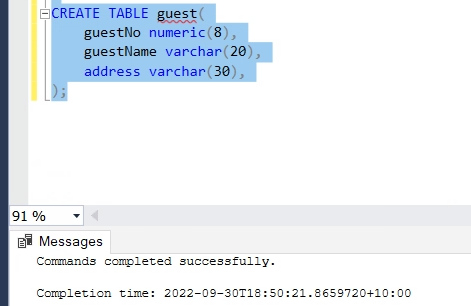 CREATE TABLE guest(
guestNo numeric(8),
guestName varchar(20),
address varchar(30),
);
91 %
Messages
Commands completed successfully.
Completion time: 2022-09-30T18:50:21.8659720+10:00